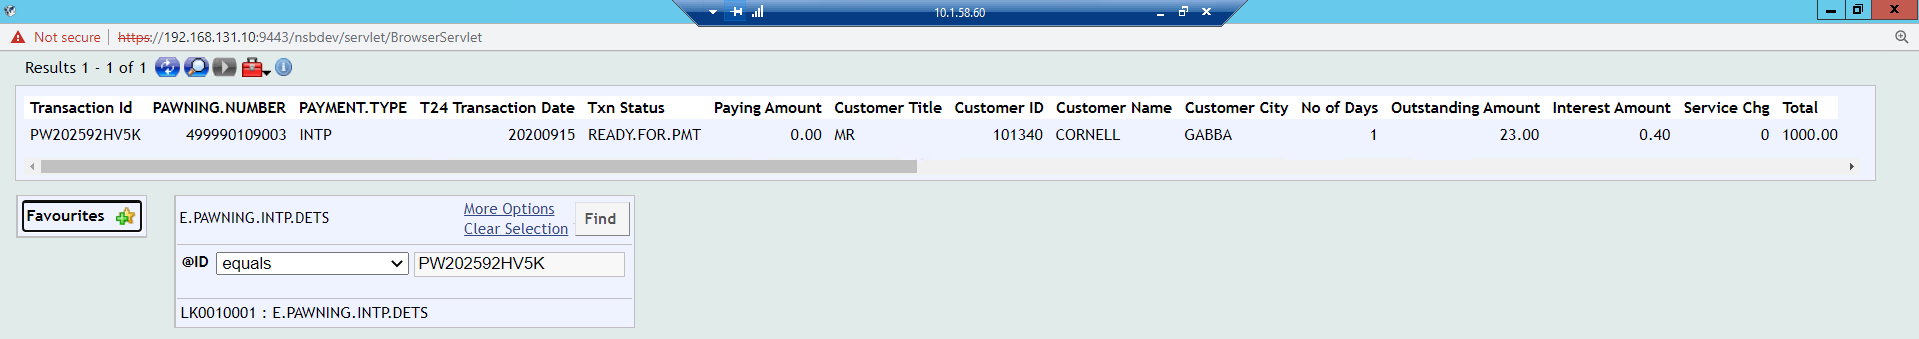 10.1.58.60
Not secure | https://192.168.131.10:9443/nsbdev/servlet/BrowserServlet
Results 1 - 1 of 1
Transaction Id PAWNING.NUMBER PAYMENT.TYPE T24 Transaction Date Txn Status Paying Amount Customer Title Customer ID Customer Name Customer City No of Days Outstanding Amount Interest Amount Service Chg Total
PW202592HV5K 499990109003 INTP 20200915 READY.FOR.PMT 0.00 MR 101340 CORNELL GABBA 1 23.00 0.40 0 1000.00
Favourites
E.PAWNING.INTP.DETS
More Options
Clear Selection
Find
@ID equals PW202592HV5K
LK0010001 : E.PAWNING.INTP.DETS